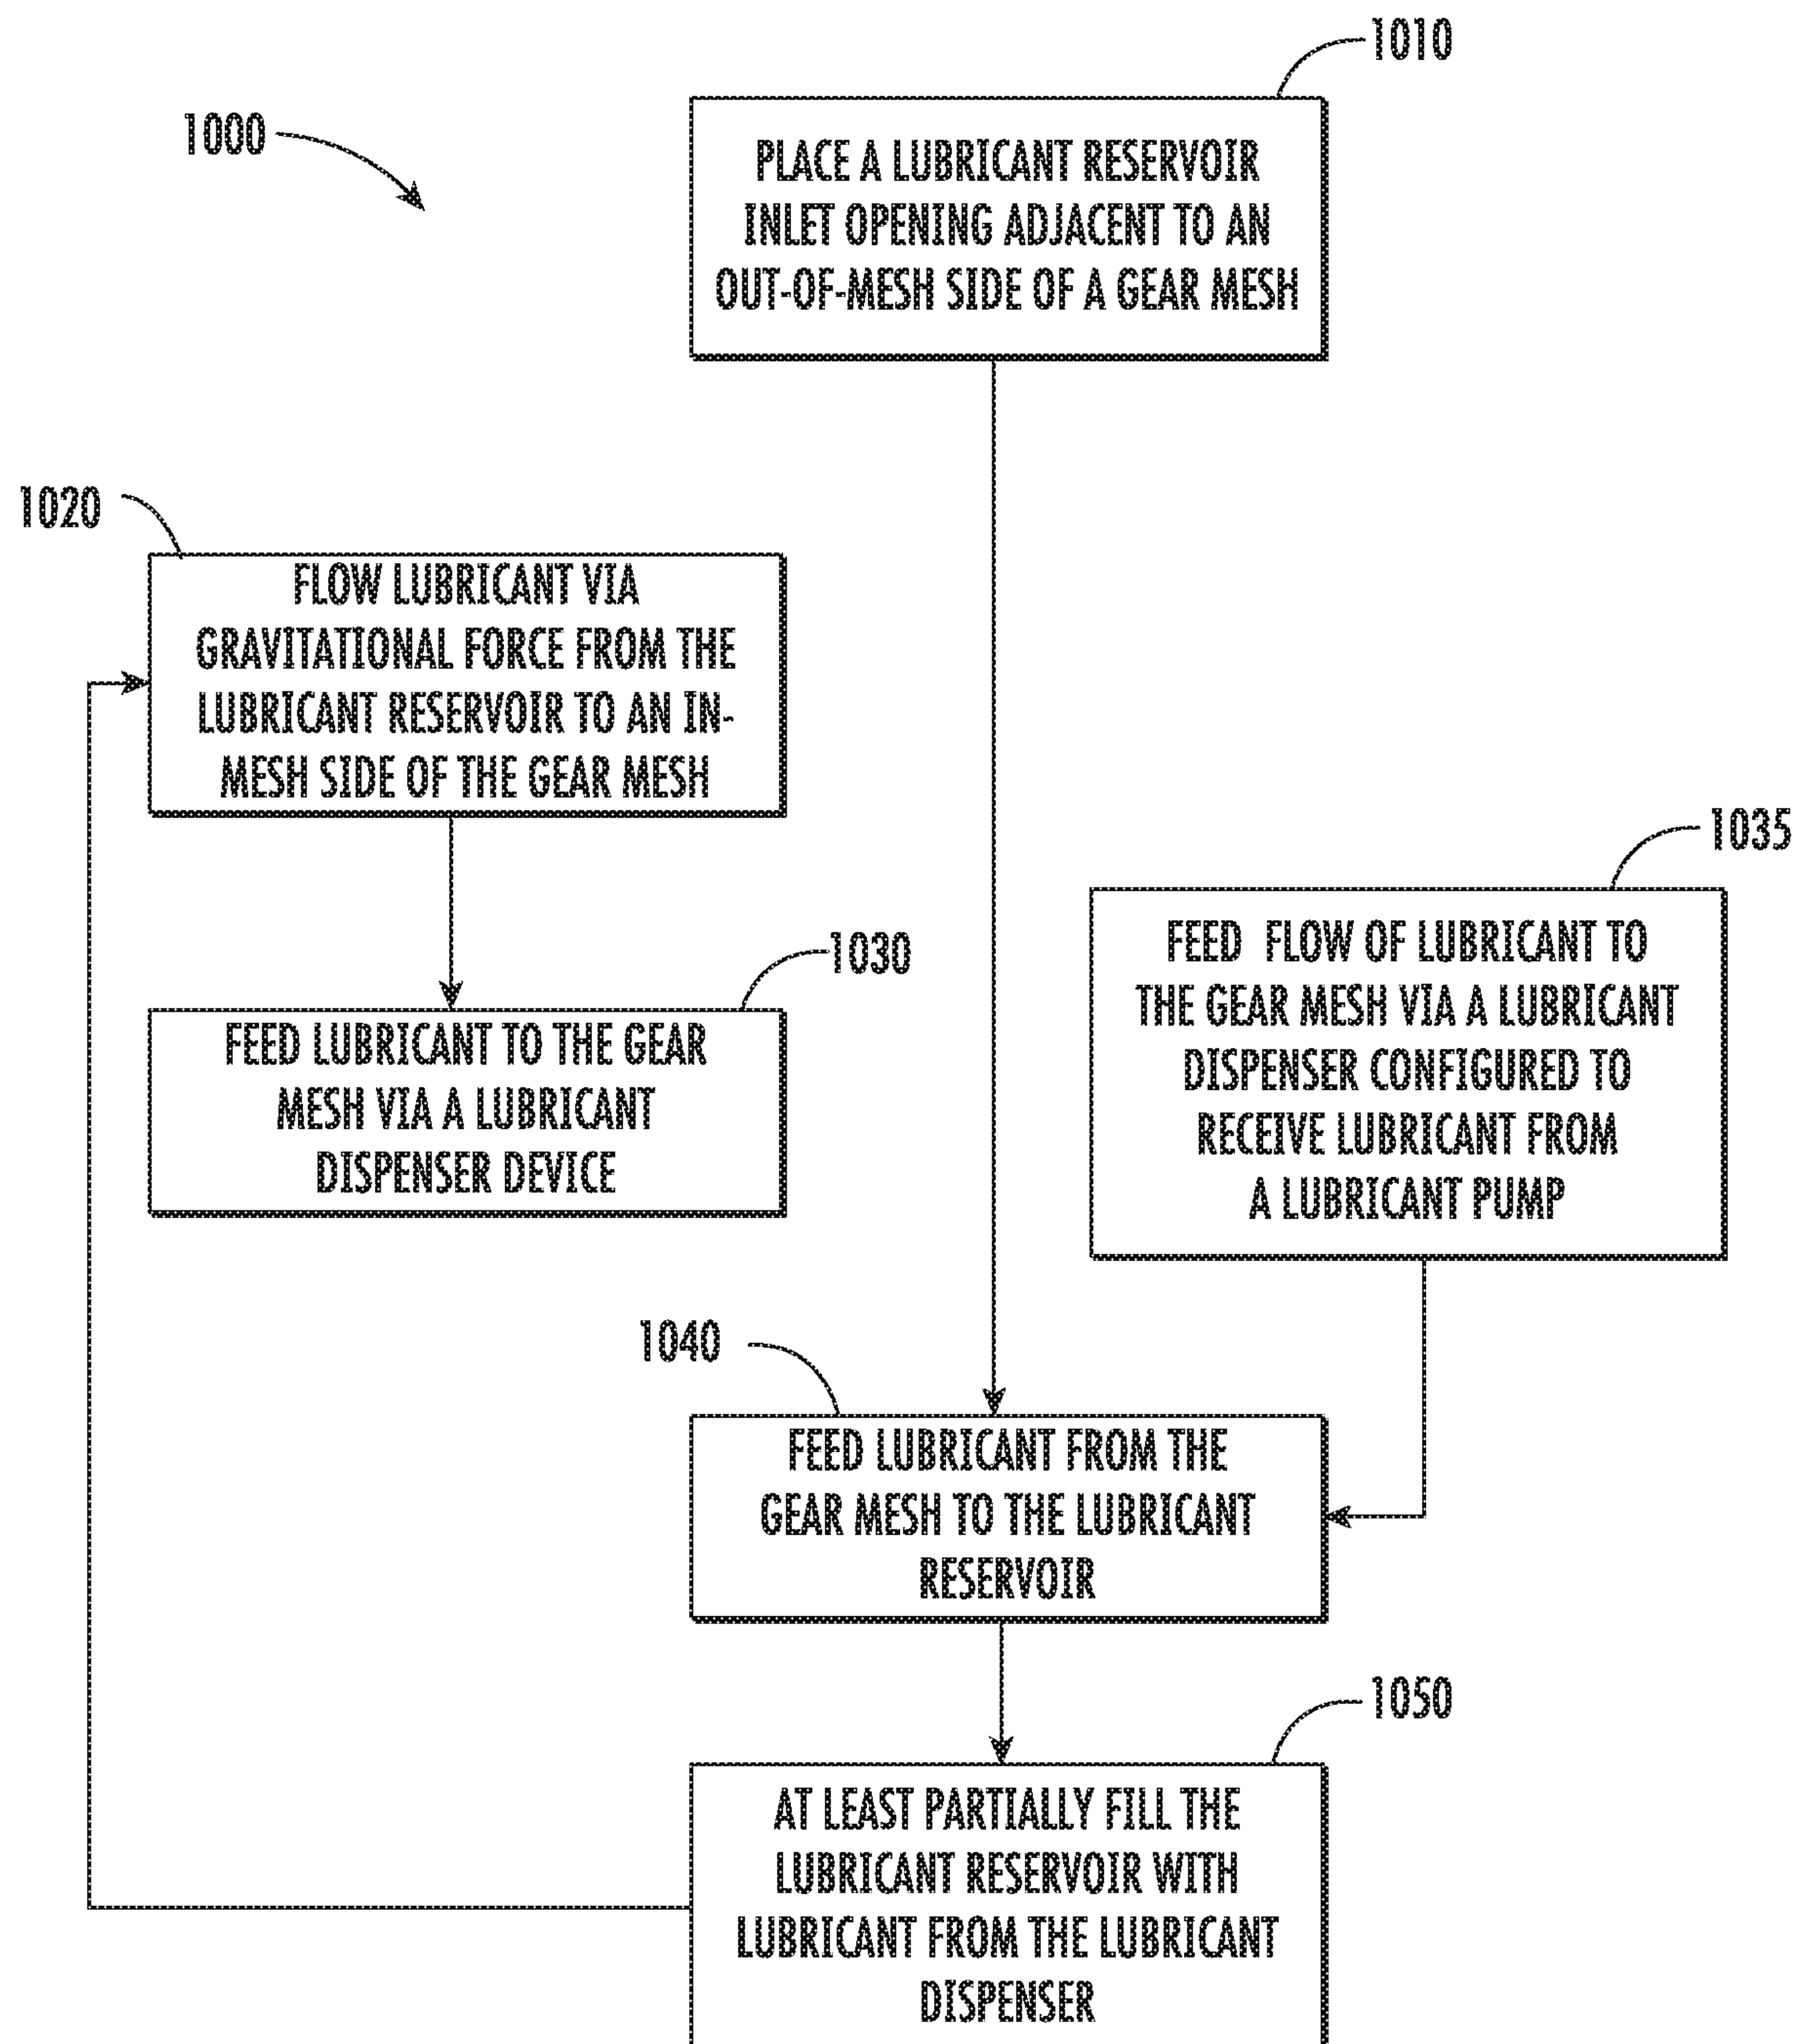 1010
1000
PLACE A LUBRICANT RESERVOIR
INLET OPENING ADJACENT TO AN
OUT-OF-MESH SIDE OF A GEAR MESH
1020
FLOW LUBRICANT VIA
GRAVITATIONAL FORCE FROM THE
LUBRICANT RESERVOIR TO AN IN-
MESH SIDE OF THE GEAR MESH
1035
FEED FLOW OF LUBRICANT TO
THE GEAR MESH VIA A LUBRICANT
DISPENSER CONFIGURED TO
RECEIVE LUBRICANT FROM
A LUBRICANT PUMP
1030
FEED LUBRICANT TO THE GEAR
MESH VIA A LUBRICANT
DISPENSER DEVICE
1040
FEED LUBRICANT FROM THE
GEAR MESH TO THE LUBRICANT
RESERVOIR
1050
AT LEAST PARTIALLY FILL THE
LUBRICANT RESERVOIR WITH
LUBRICANT FROM THE LUBRICANT
DISPENSER